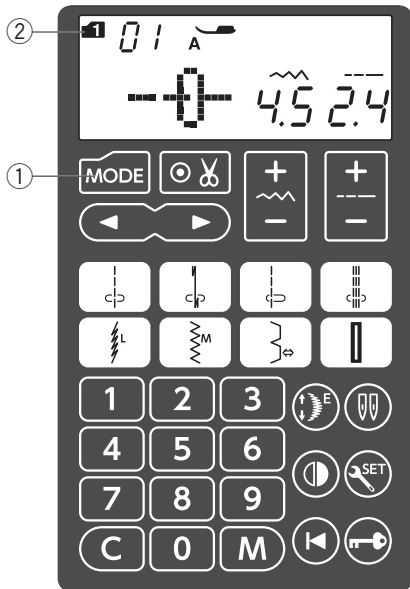 ② 1 01 A
4.5 2.4
① MODE + +
− −
L M
1 2 3 E
4 5 6
7 8 9 SET
C 0 M